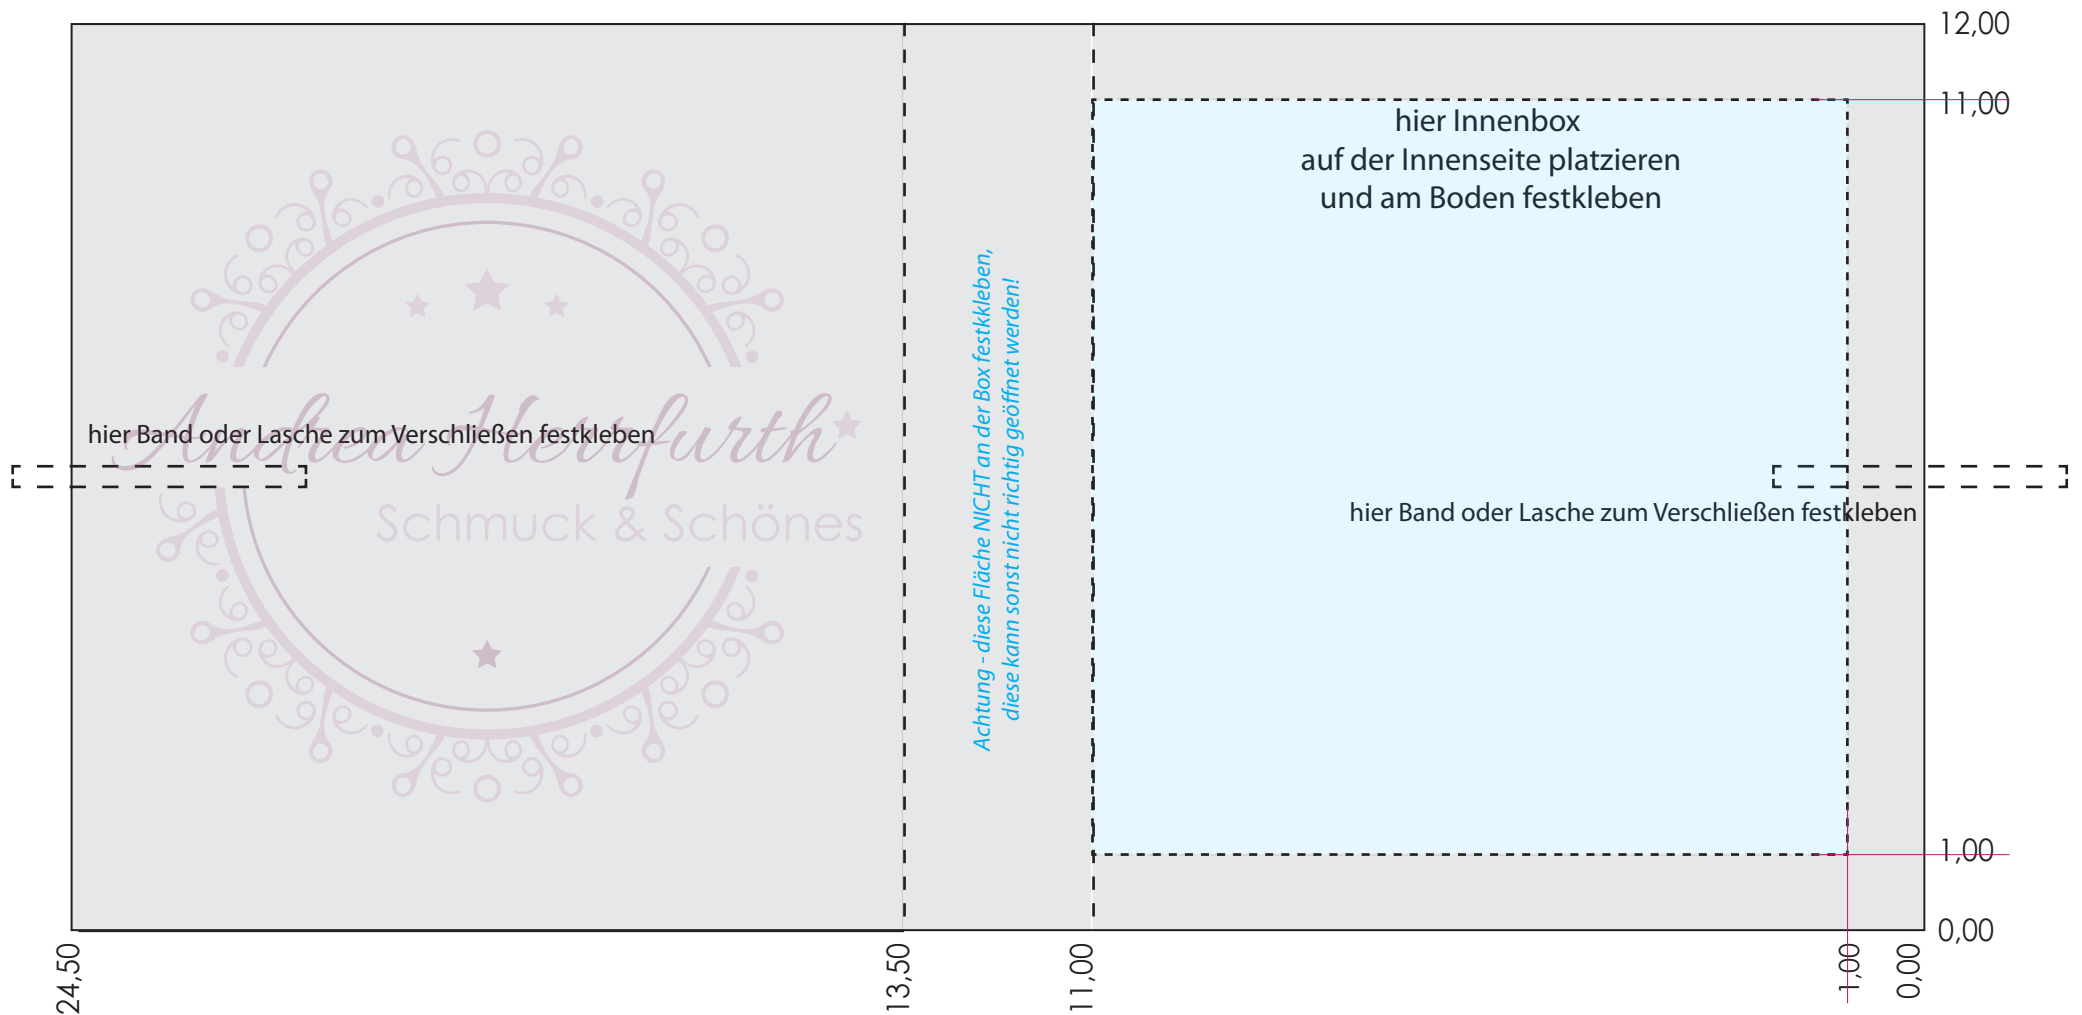 12,00
11,00
hier Innenbox
auf der Innenseite platzieren
und am Boden festkleben
Achtung - diese Fläche NICHT an der Box festkkleben,
diese kann sonst nicht richtig geöffnet werden!
Andrea Herrfurth
hier Band oder Lasche zum Verschließen festkleben
Schmuck & Schönes
hier Band oder Lasche zum Verschließen festkleben
1,00
0,00
24,50
13,50
11,00
1,00
0,00